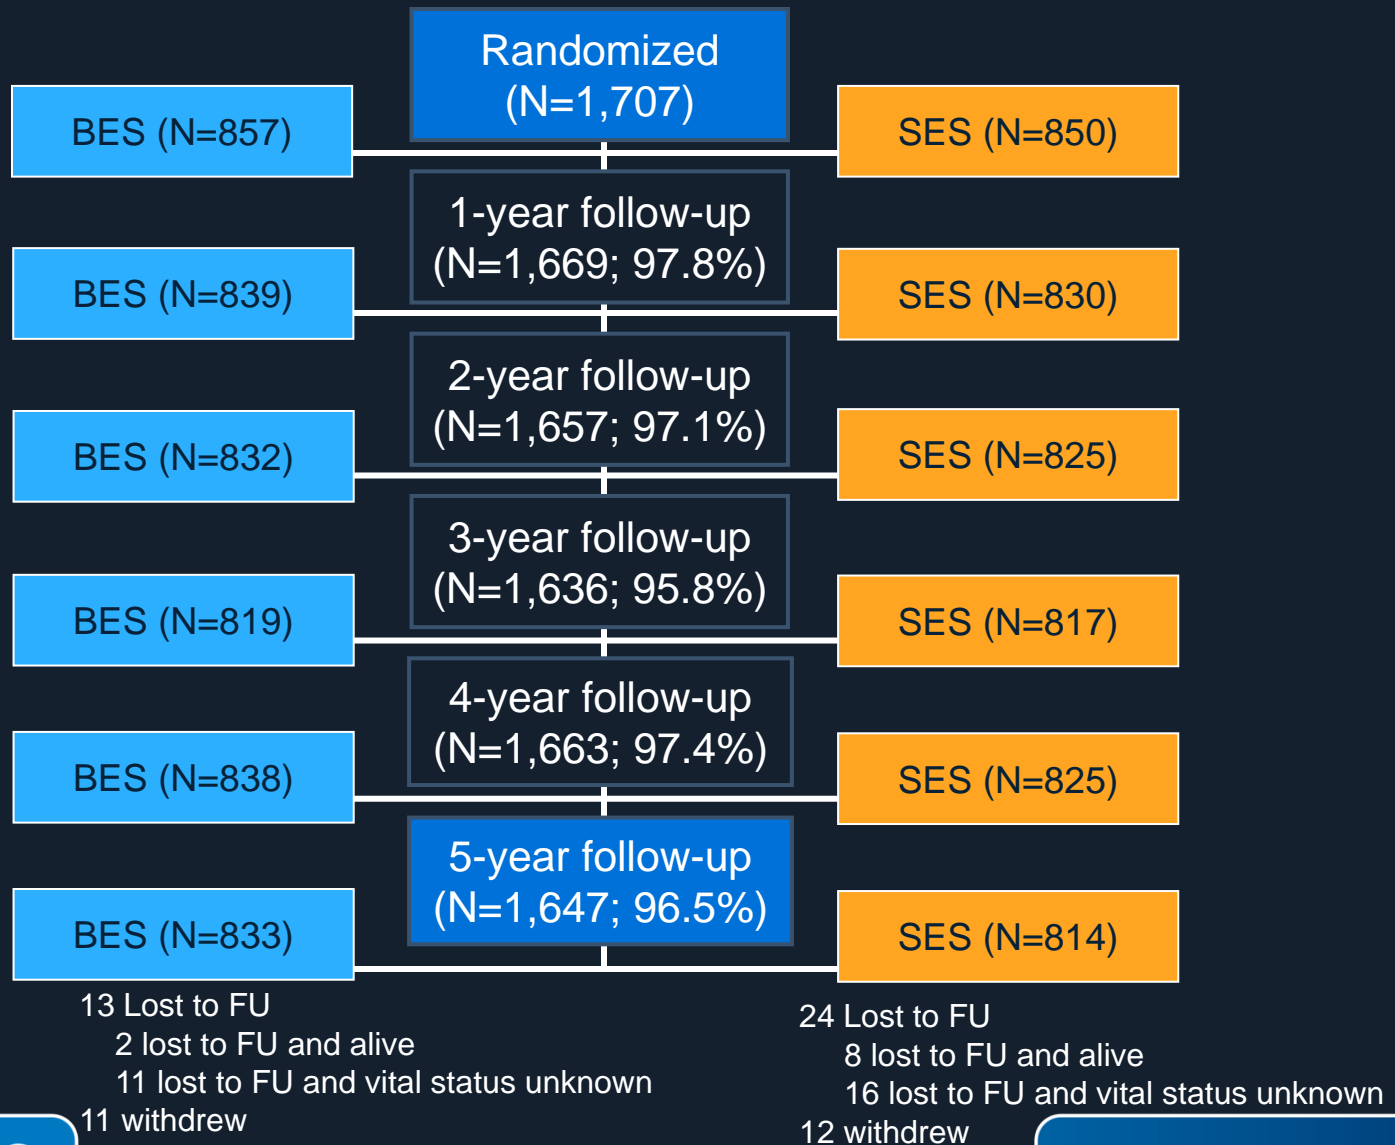 Randomized
(N=1,707)
BES (N=857)
SES (N=850)
1-year follow-up
(N=1,669; 97.8%)
BES (N=839)
SES (N=830)
2-year follow-up
(N=1,657; 97.1%)
BES (N=832)
SES (N=825)
3-year follow-up
(N=1,636; 95.8%)
BES (N=819)
SES (N=817)
4-year follow-up
(N=1,663; 97.4%)
BES (N=838)
SES (N=825)
5-year follow-up
(N=1,647; 96.5%)
BES (N=833)
SES (N=814)
13 Lost to FU
2 lost to FU and alive
11 lost to FU and vital status unknown
11 withdrew
24 Lost to FU
8 lost to FU and alive
16 lost to FU and vital status unknown
12 withdrew